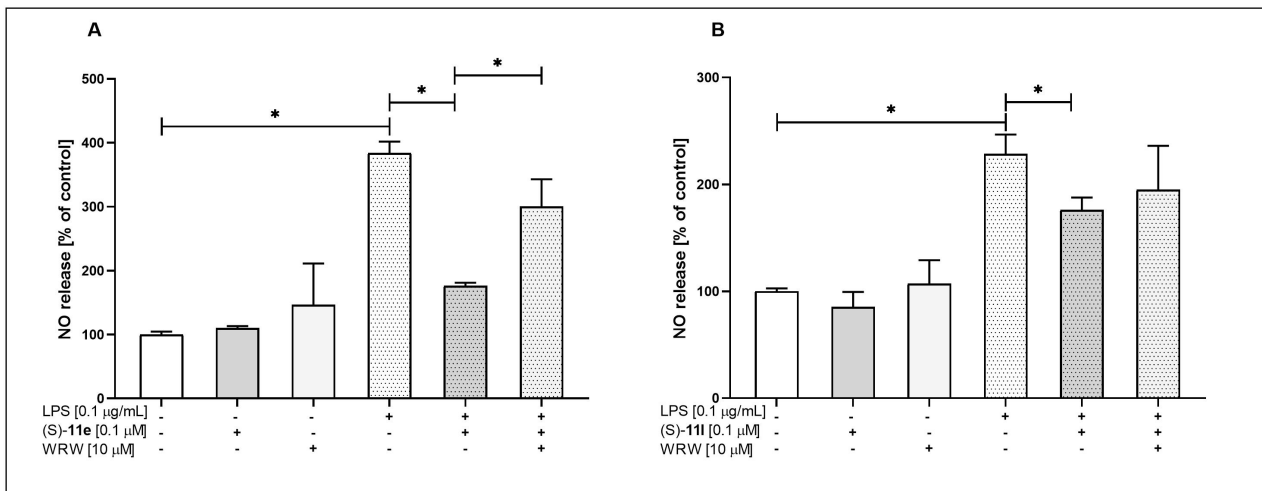 A
NO release [% of control]
500
400
300
200
100
0
* * *
LPS [0.1 µg/mL] - - - + + +
(S)-11e [0.1 µM] - + - - + +
WRW [10 µM] - - + - - +
B
NO release [% of control]
300
200
100
0
* *
LPS [0.1 µg/mL] - - - + + +
(S)-11l [0.1 µM] - + - - + +
WRW [10 µM] - - + - - +